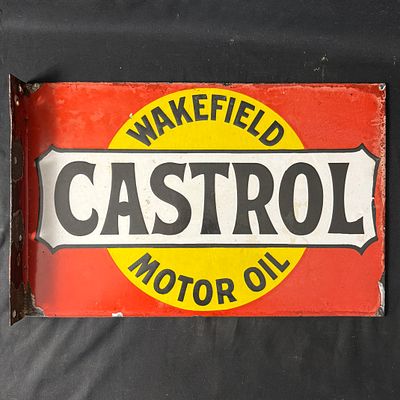 WAKEFIELD
CASTROL
MOTOR OIL